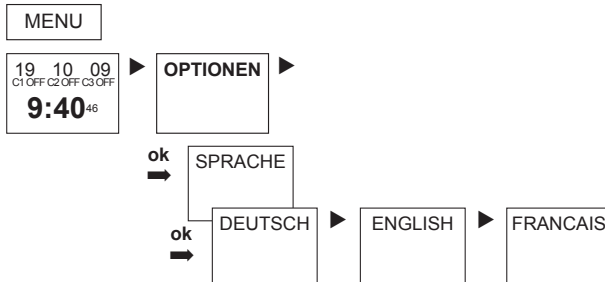 MENU
19 10 09
C1 OFF C2 OFF C3 OFF
9:40 46
OPTIONEN
ok
SPRACHE
ok
DEUTSCH
ENGLISH
FRANCAIS